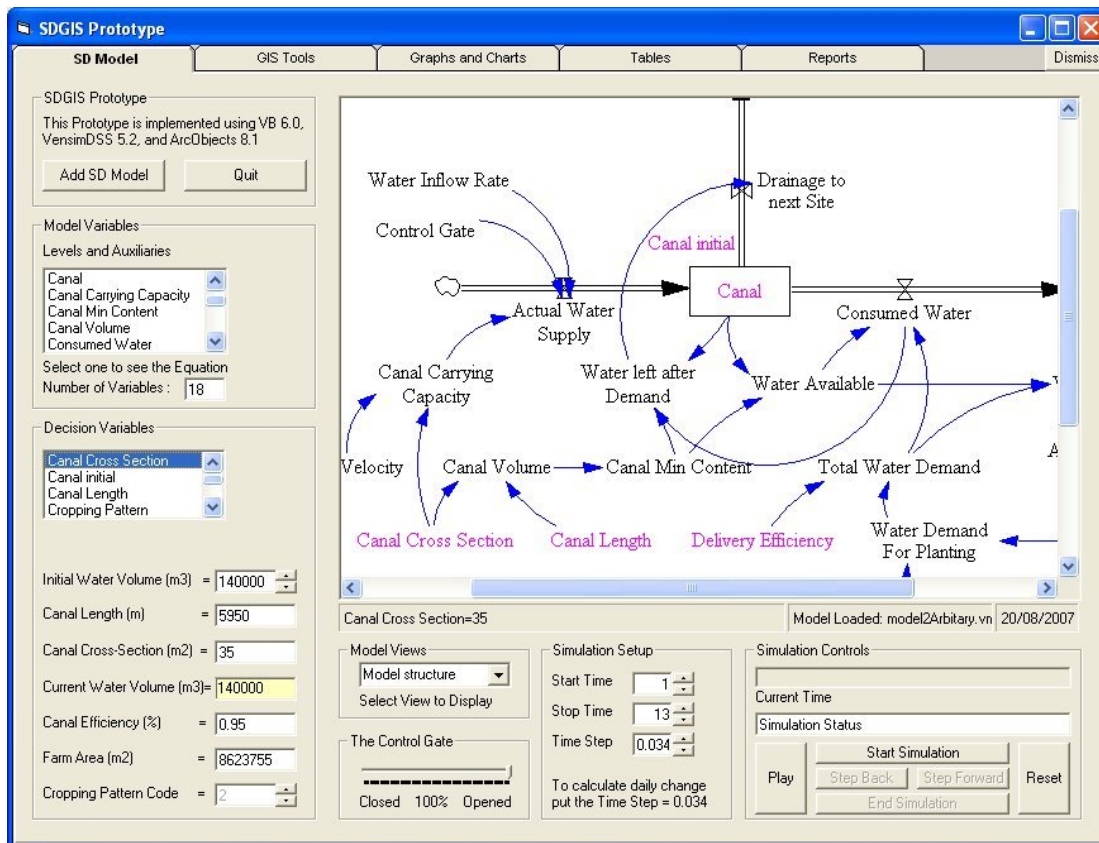 SDGIS Prototype
SD Model
GIS Tools
Graphs and Charts
Tables
Reports
Dismiss
SDGIS Prototype
This Prototype is implemented using VB 6.0,
VensimDSS 5.2, and ArcObjects 8.1
Add SD Model
Quit
Model Variables
Levels and Auxiliaries
Canal
Canal Carrying Capacity
Canal Min Content
Canal Volume
Consumed Water
Select one to see the Equation
Number of Variables : 18
Decision Variables
Canal Cross Section
Canal initial
Canal Length
Cropping Pattern
Initial Water Volume (m3) = 140000
Canal Length (m) = 5950
Canal Cross-Section (m2) = 35
Current Water Volume (m3)= 140000
Canal Efficiency (%) = 0.95
Farm Area (m2) = 8623755
Cropping Pattern Code = 2
Water Inflow Rate
Control Gate
Drainage to
next Site
Canal initial
Canal
Actual Water
Supply
Consumed Water
Canal Carrying
Capacity
Water left after
Demand
Water Available
Velocity
Canal Volume
Canal Min Content
Total Water Demand
A
Canal Cross Section
Canal Length
Delivery Efficiency
Water Demand
For Planting
Canal Cross Section=35
Model Loaded: model2Arbitary.vn
20/08/2007
Model Views
Model structure
Select View to Display
The Control Gate
Closed 100% Opened
Simulation Setup
Start Time 1
Stop Time 13
Time Step 0.034
To calculate daily change
put the Time Step = 0.034
Simulation Controls
Current Time
Simulation Status
Play
Start Simulation
Step Back
Step Forward
End Simulation
Reset